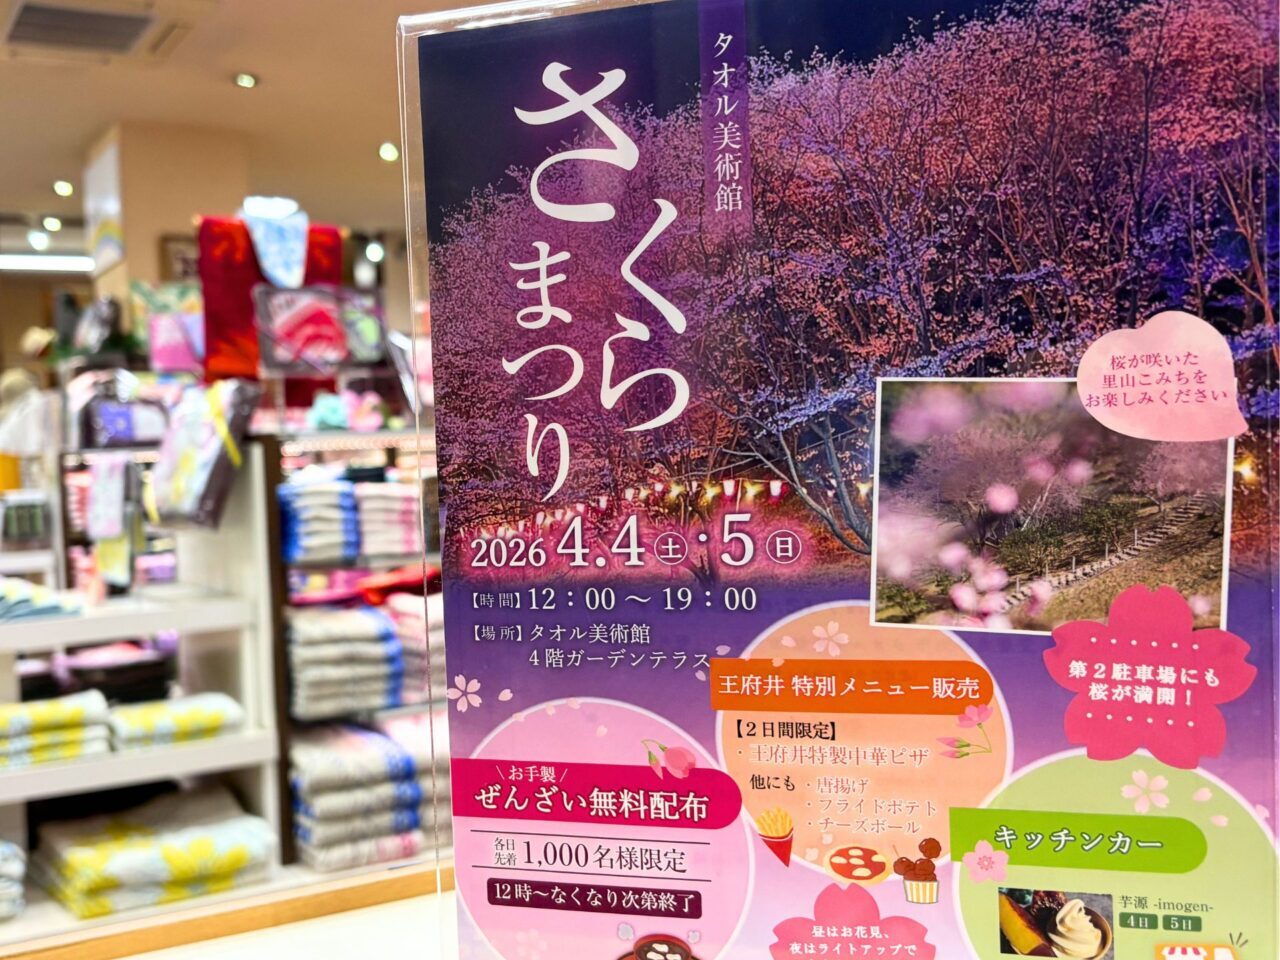 タオル美術館
さくら
まつり
桜が咲いた
里山こみちを
お楽しみください
2026 4.4(土)・5(日)
【時間】12：00～19：00
【場所】タオル美術館
４階ガーデンテラス
第２駐車場にも
桜が満開！
王府井 特別メニュー販売
【２日間限定】
・王府井特製中華ピザ
他にも ・唐揚げ
・フライドポテト
・チーズボール
\お手製/
ぜんざい無料配布
各日
先着 1,000名様限定
12時～なくなり次第終了
キッチンカー
芋源 -imogen-
4日 5日
昼はお花見、
夜はライトアップで